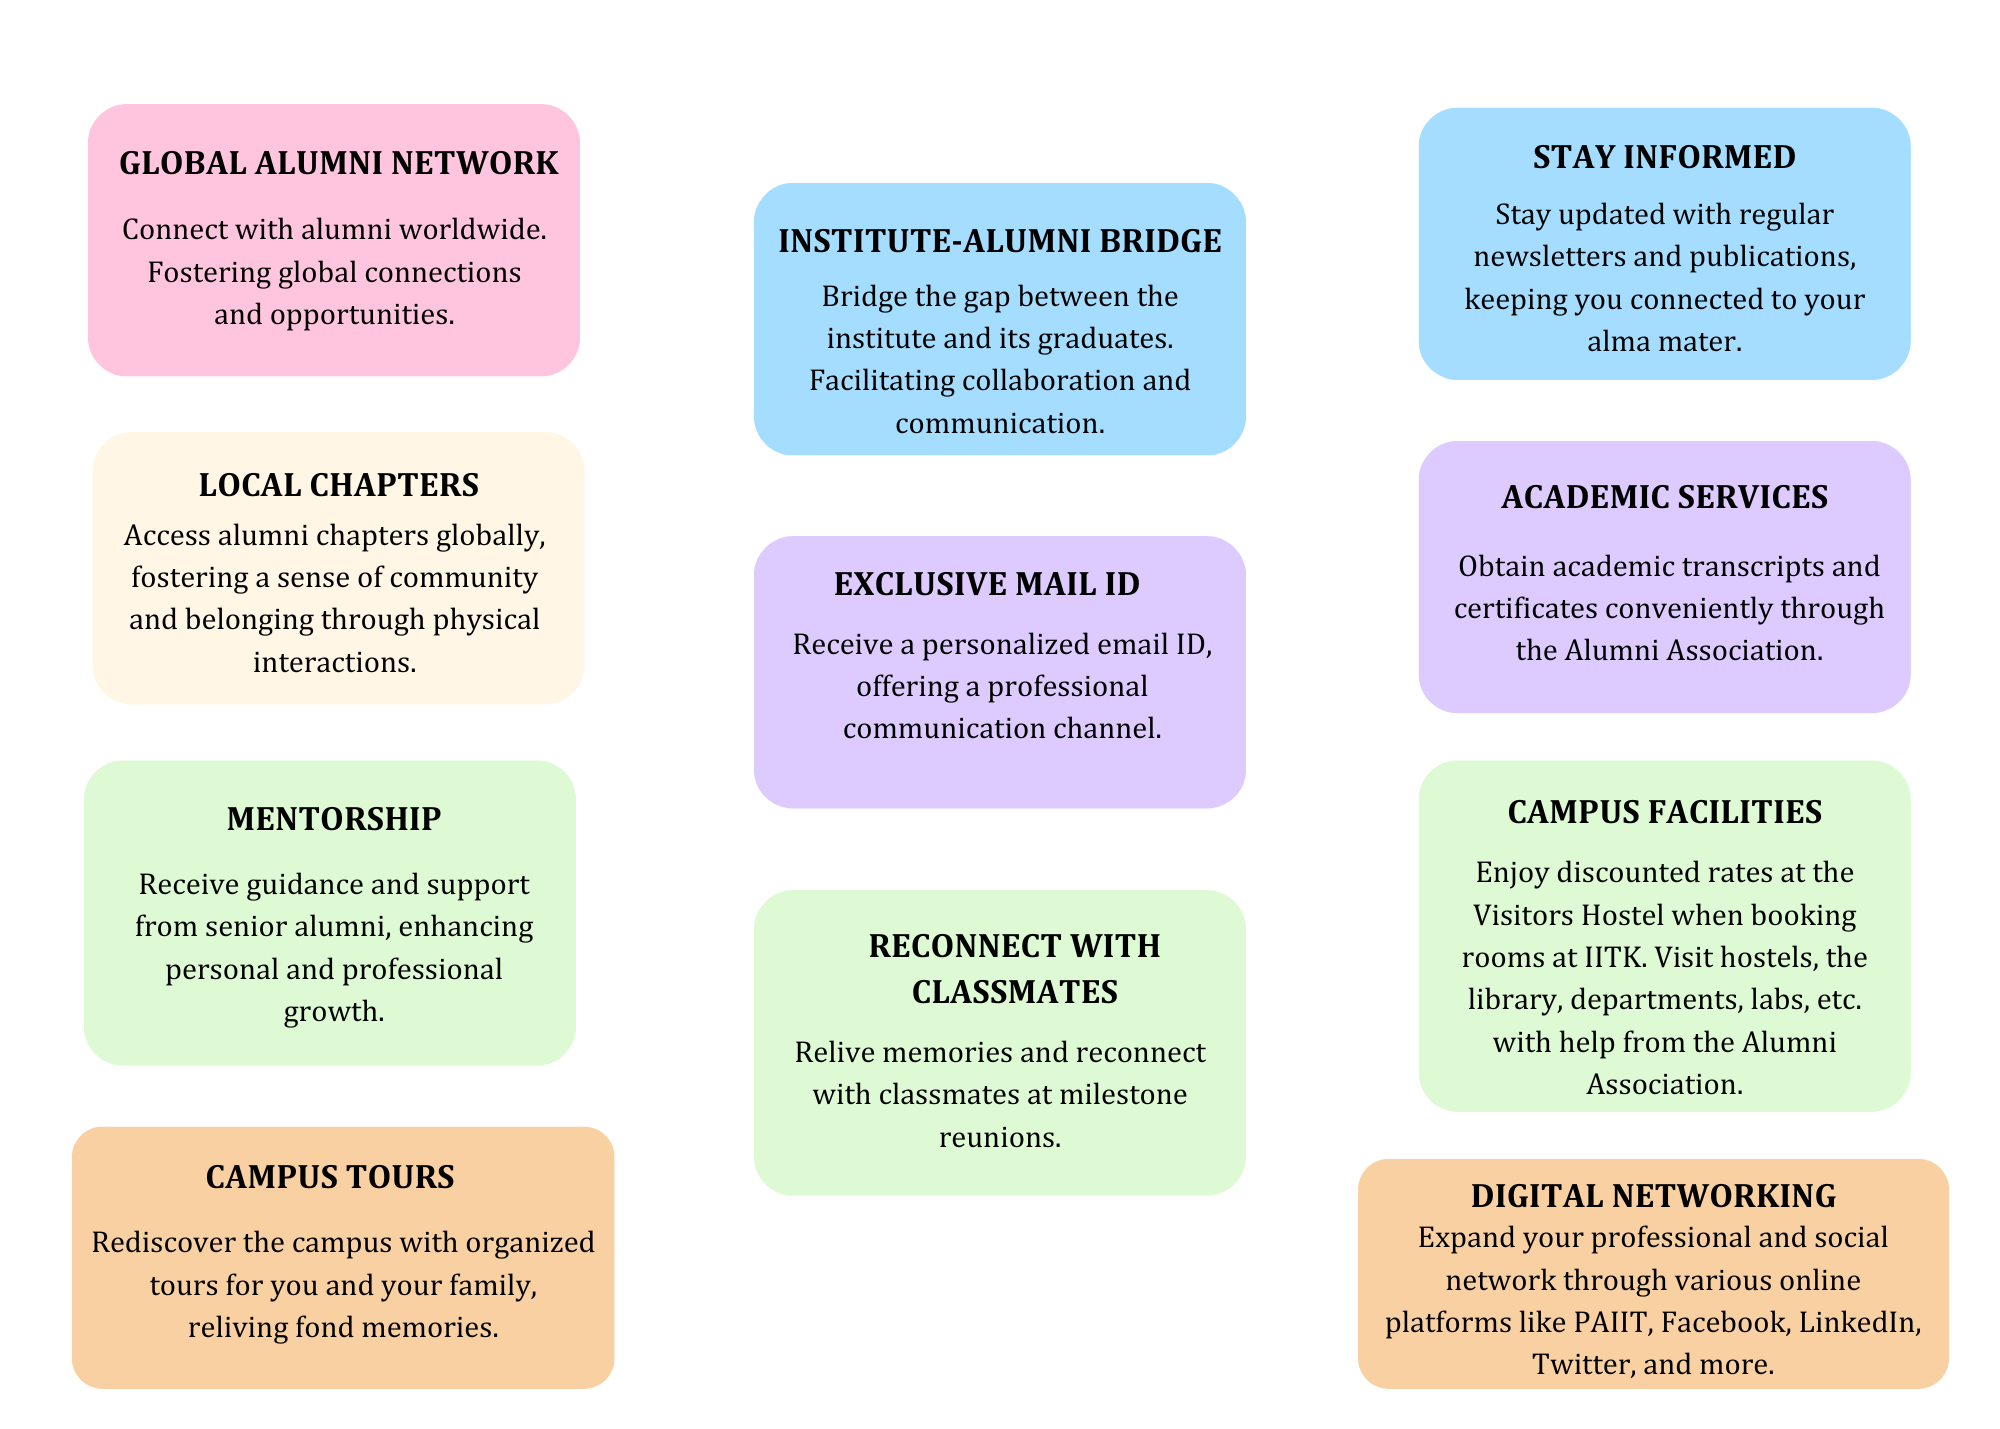 GLOBAL ALUMNI NETWORK
Connect with alumni worldwide.
Fostering global connections
and opportunities.
LOCAL CHAPTERS
Access alumni chapters globally,
fostering a sense of community
and belonging through physical
interactions.
MENTORSHIP
Receive guidance and support
from senior alumni, enhancing
personal and professional
growth.
CAMPUS TOURS
Rediscover the campus with organized
tours for you and your family,
reliving fond memories.
INSTITUTE-ALUMNI BRIDGE
Bridge the gap between the
institute and its graduates.
Facilitating collaboration and
communication.
EXCLUSIVE MAIL ID
Receive a personalized email ID,
offering a professional
communication channel.
RECONNECT WITH
CLASSMATES
Relive memories and reconnect
with classmates at milestone
reunions.
STAY INFORMED
Stay updated with regular
newsletters and publications,
keeping you connected to your
alma mater.
ACADEMIC SERVICES
Obtain academic transcripts and
certificates conveniently through
the Alumni Association.
CAMPUS FACILITIES
Enjoy discounted rates at the
Visitors Hostel when booking
rooms at IITK. Visit hostels, the
library, departments, labs, etc.
with help from the Alumni
Association.
DIGITAL NETWORKING
Expand your professional and social
network through various online
platforms like PAIIT, Facebook, LinkedIn,
Twitter, and more.